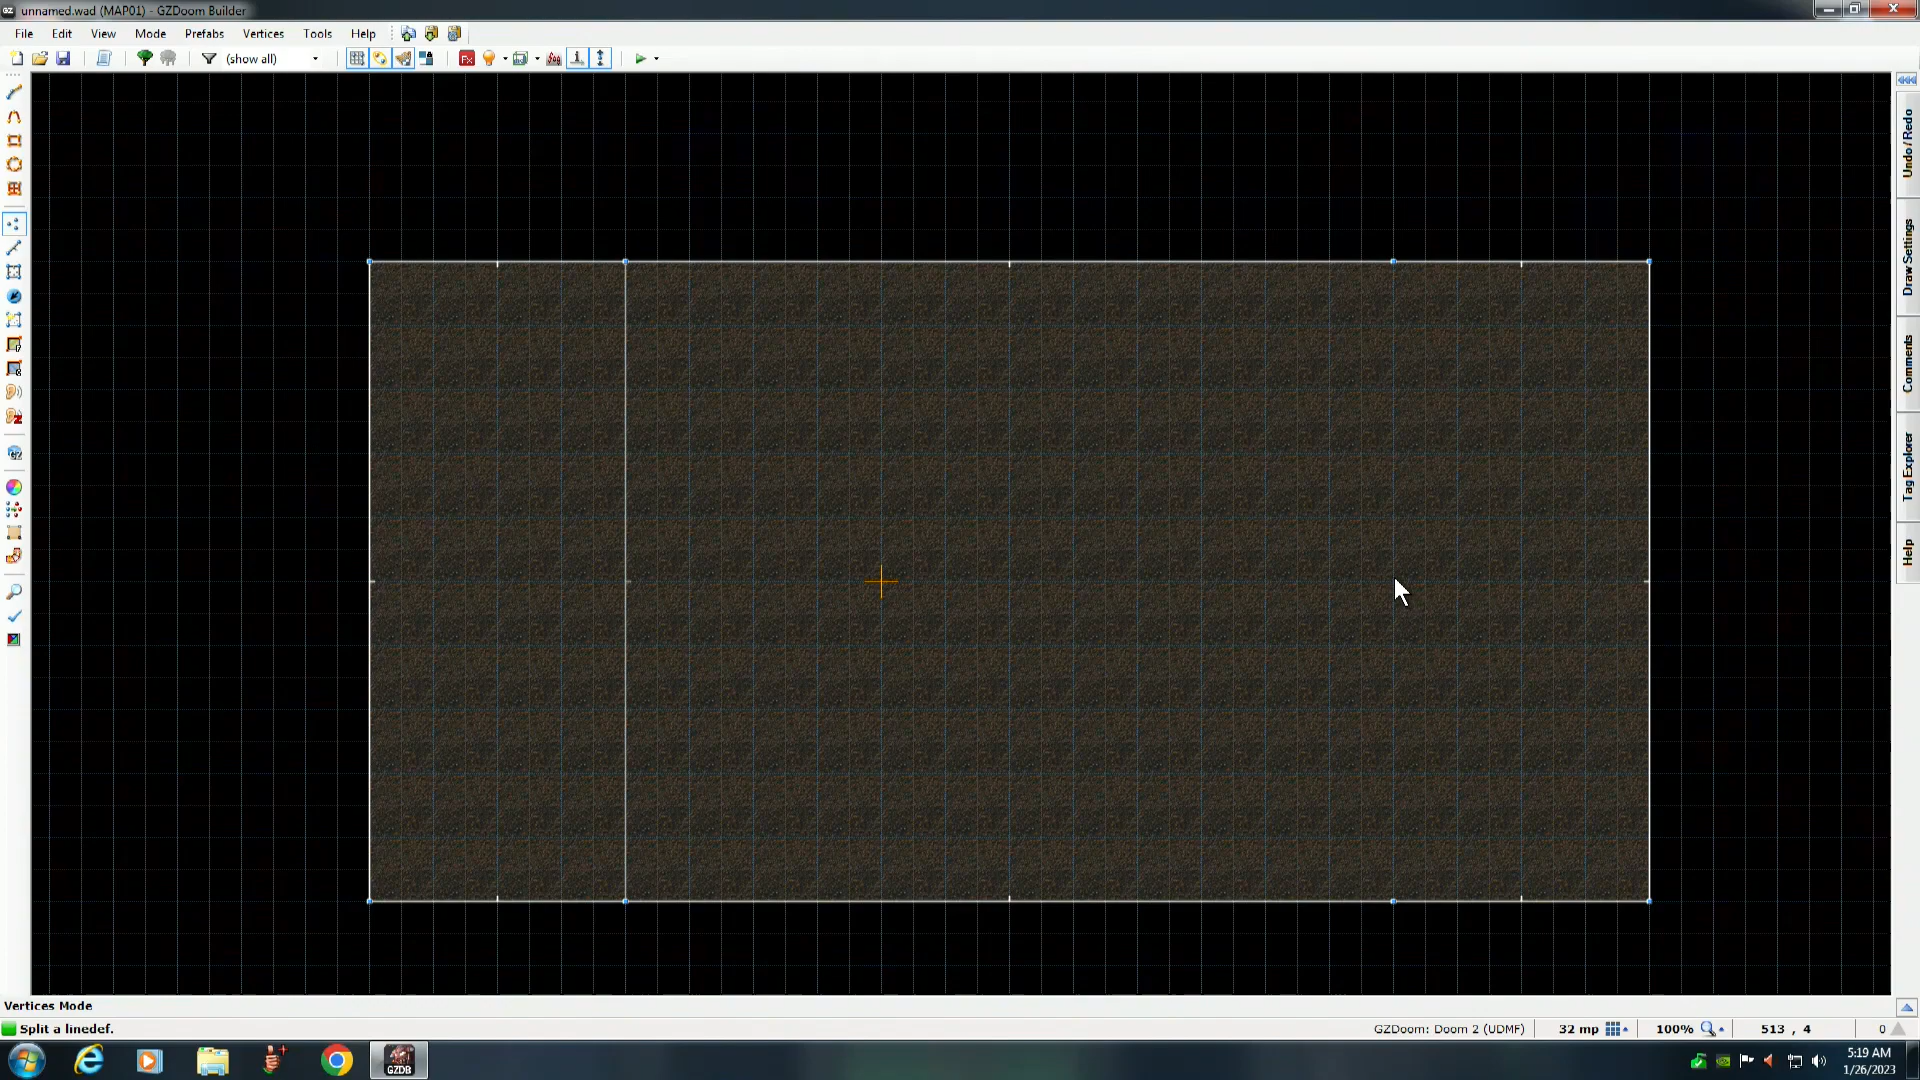 unnamed.wad (MAP01) - GZDoom Builder
File Edit View Mode Prefabs Vertices Tools Help
(show all)
Fx
Undo / Redo
Draw Settings
Comments
Tag Explorer
Help
Vertices Mode
Split a linedef.
GZDoom: Doom 2 (UDMF) 32 mp 100% 513 , 4 0
GZDB
5:19 AM
1/26/2023